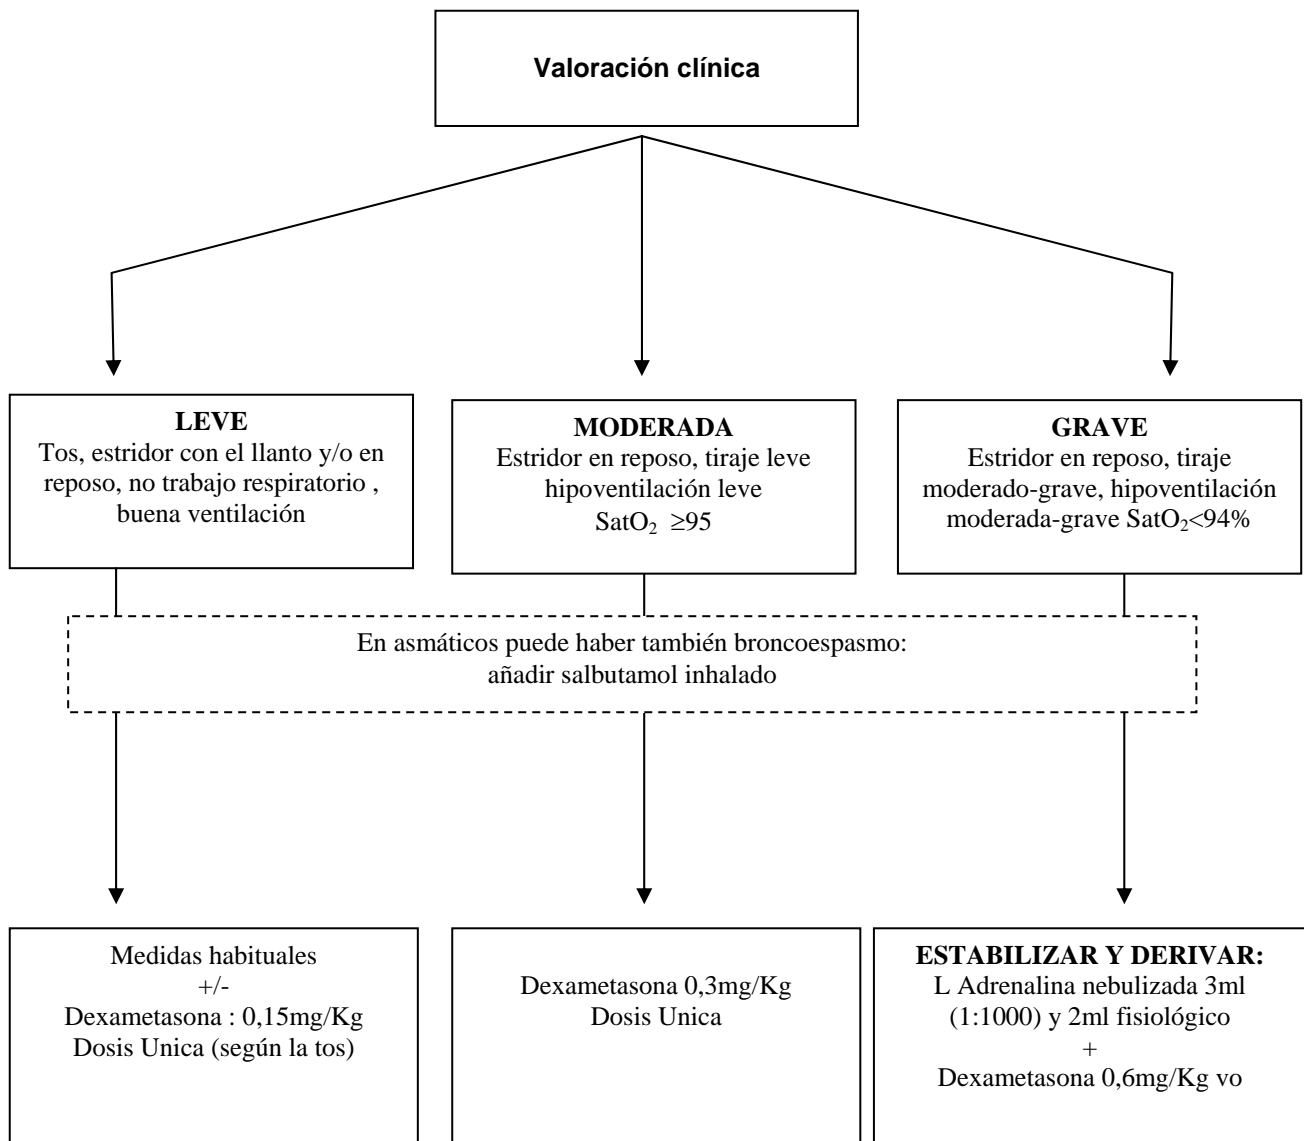 Valoración clínica
LEVE
Tos, estridor con el llanto y/o en
reposo, no trabajo respiratorio ,
buena ventilación
MODERADA
Estridor en reposo, tiraje leve
hipoventilación leve
SatO₂ ≥95
GRAVE
Estridor en reposo, tiraje
moderado-grave, hipoventilación
moderada-grave SatO₂<94%
En asmáticos puede haber también broncoespasmo:
añadir salbutamol inhalado
Medidas habituales
+/-
Dexametasona : 0,15mg/Kg
Dosis Unica (según la tos)
Dexametasona 0,3mg/Kg
Dosis Unica
ESTABILIZAR Y DERIVAR:
L Adrenalina nebulizada 3ml
(1:1000) y 2ml fisiológico
+
Dexametasona 0,6mg/Kg vo